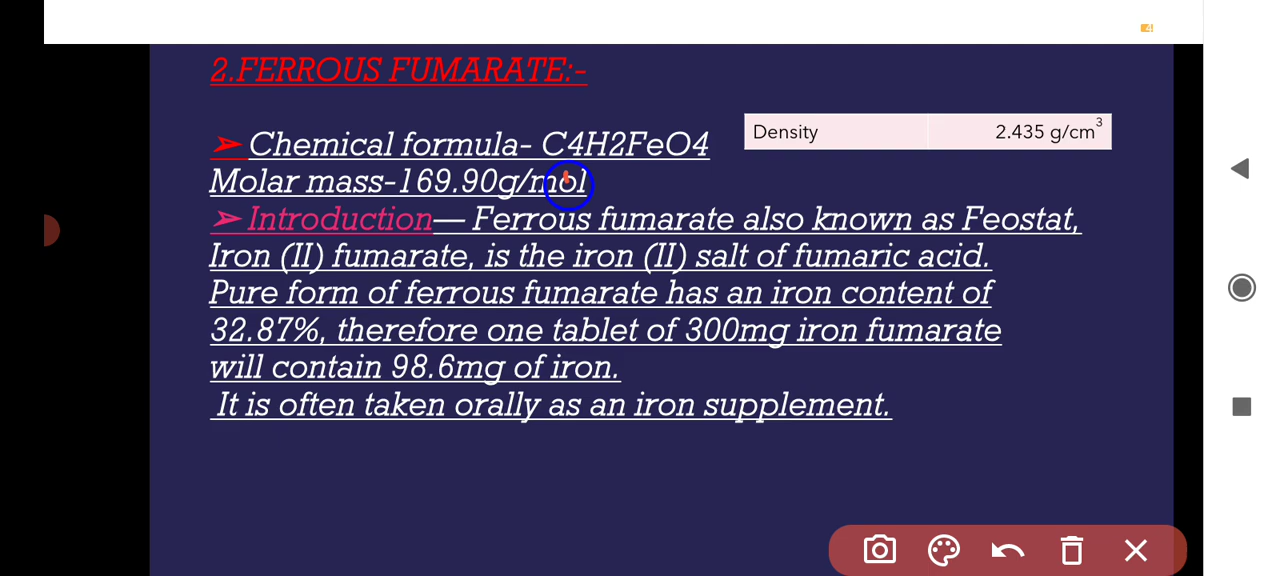 2.FERROUS FUMARATE:-
➢ Chemical formula- C4H2FeO4
Density 2.435 g/cm3
Molar mass-169.90g/mol
➢ Introduction— Ferrous fumarate also known as Feostat,
Iron (II) fumarate, is the iron (II) salt of fumaric acid.
Pure form of ferrous fumarate has an iron content of
32.87%, therefore one tablet of 300mg iron fumarate
will contain 98.6mg of iron.
It is often taken orally as an iron supplement.